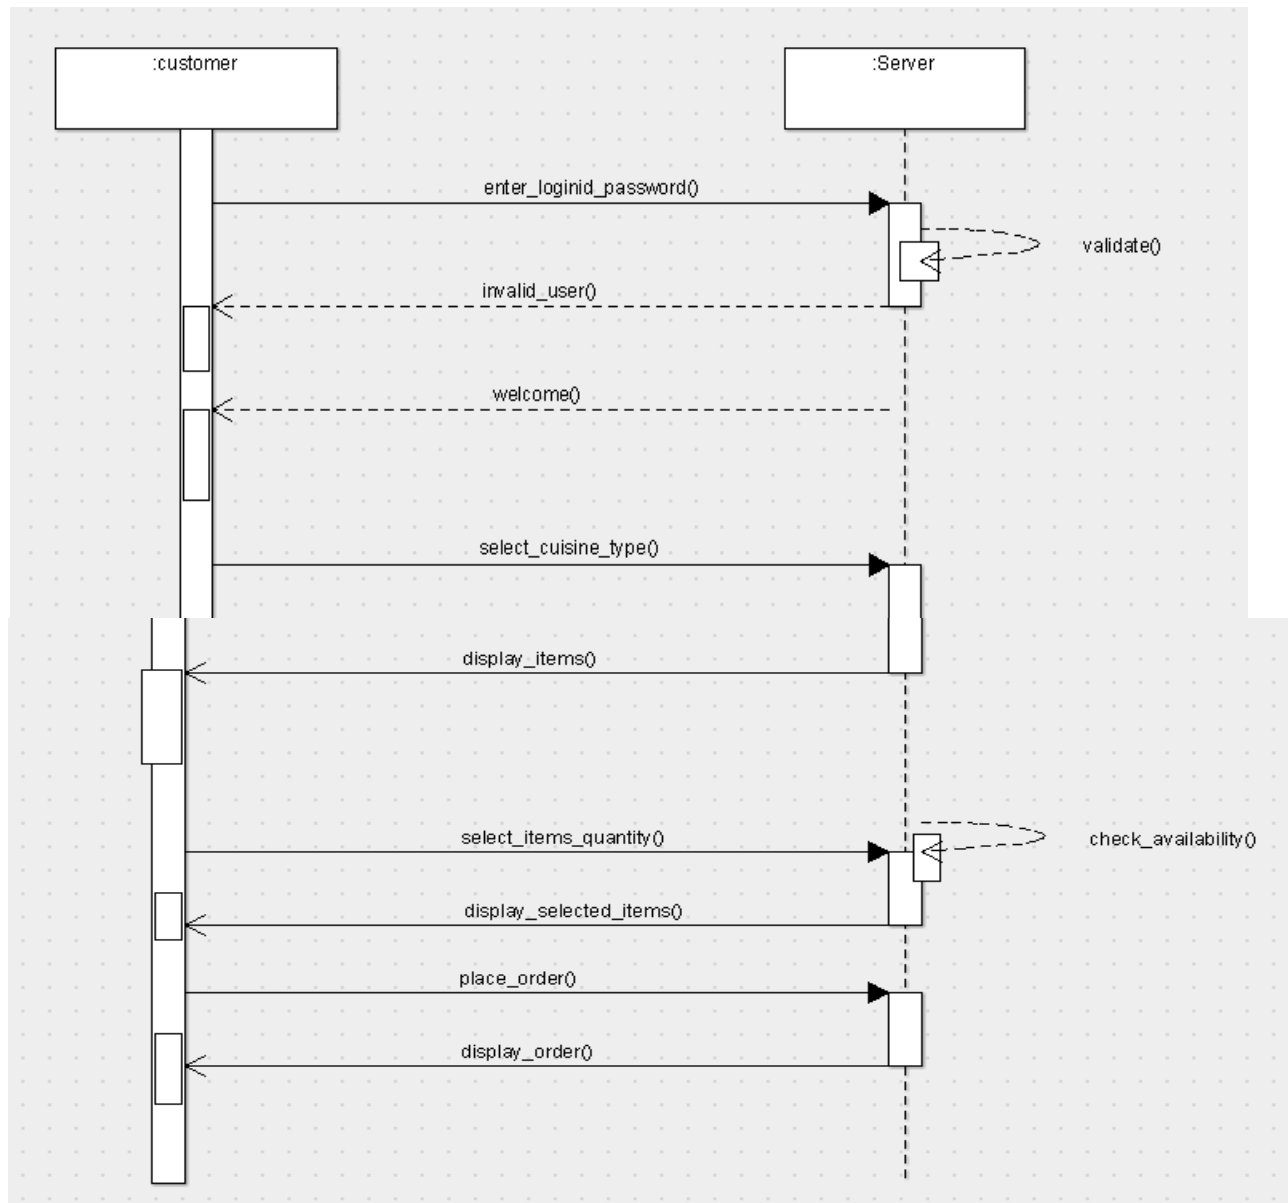 :customer
:Server
enter_loginid_password()
validate()
invalid_user()
welcome()
select_cuisine_type()
display_items()
select_items_quantity()
check_availability()
display_selected_items()
place_order()
display_order()